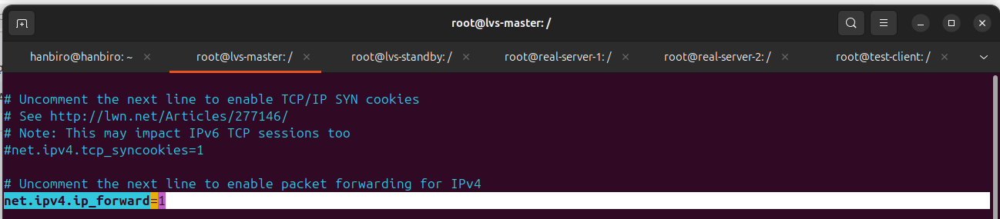 root@lvs-master: /
hanbiro@hanbiro: ~ × root@lvs-master: / × root@lvs-standby: / × root@real-server-1: / × root@real-server-2: / × root@test-client: / ×
# Uncomment the next line to enable TCP/IP SYN cookies
# See http://lwn.net/Articles/277146/
# Note: This may impact IPv6 TCP sessions too
#net.ipv4.tcp_syncookies=1
# Uncomment the next line to enable packet forwarding for IPv4
net.ipv4.ip_forward=1